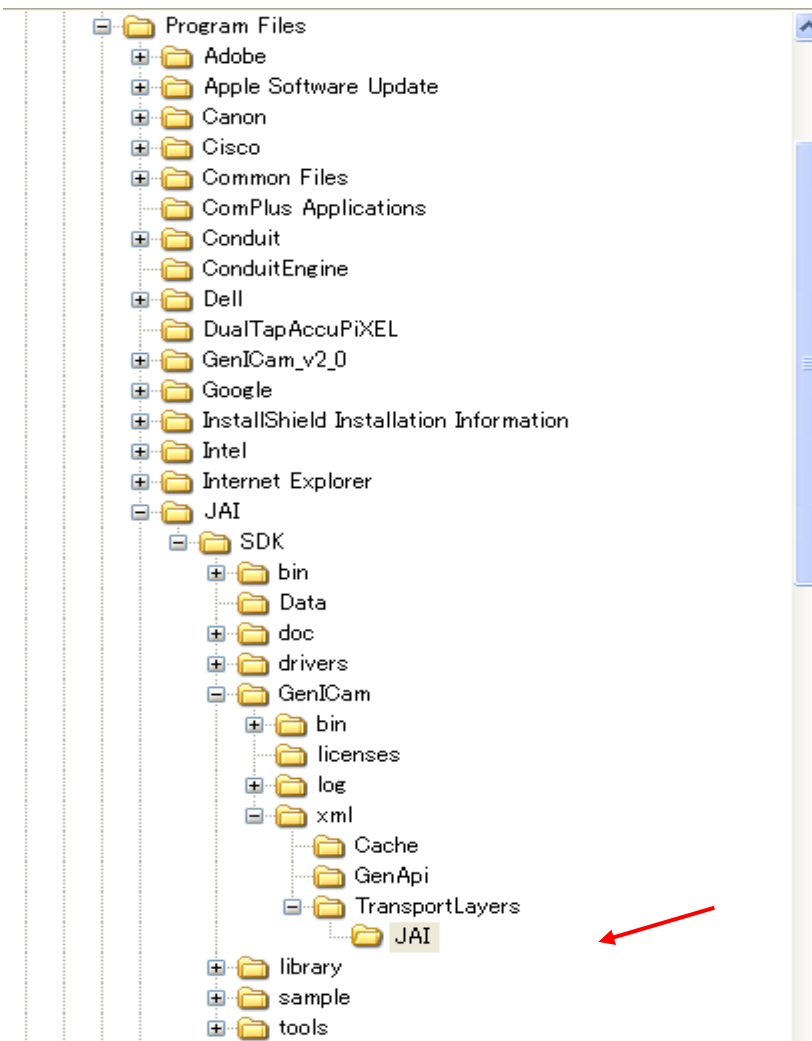 Program Files
Adobe
Apple Software Update
Canon
Cisco
Common Files
ComPlus Applications
Conduit
ConduitEngine
Dell
DualTapAccuPiXEL
GenICam_v2_0
Google
InstallShield Installation Information
Intel
Internet Explorer
JAI
SDK
bin
Data
doc
drivers
GenICam
bin
licenses
log
xml
Cache
GenApi
TransportLayers
JAI
library
sample
tools